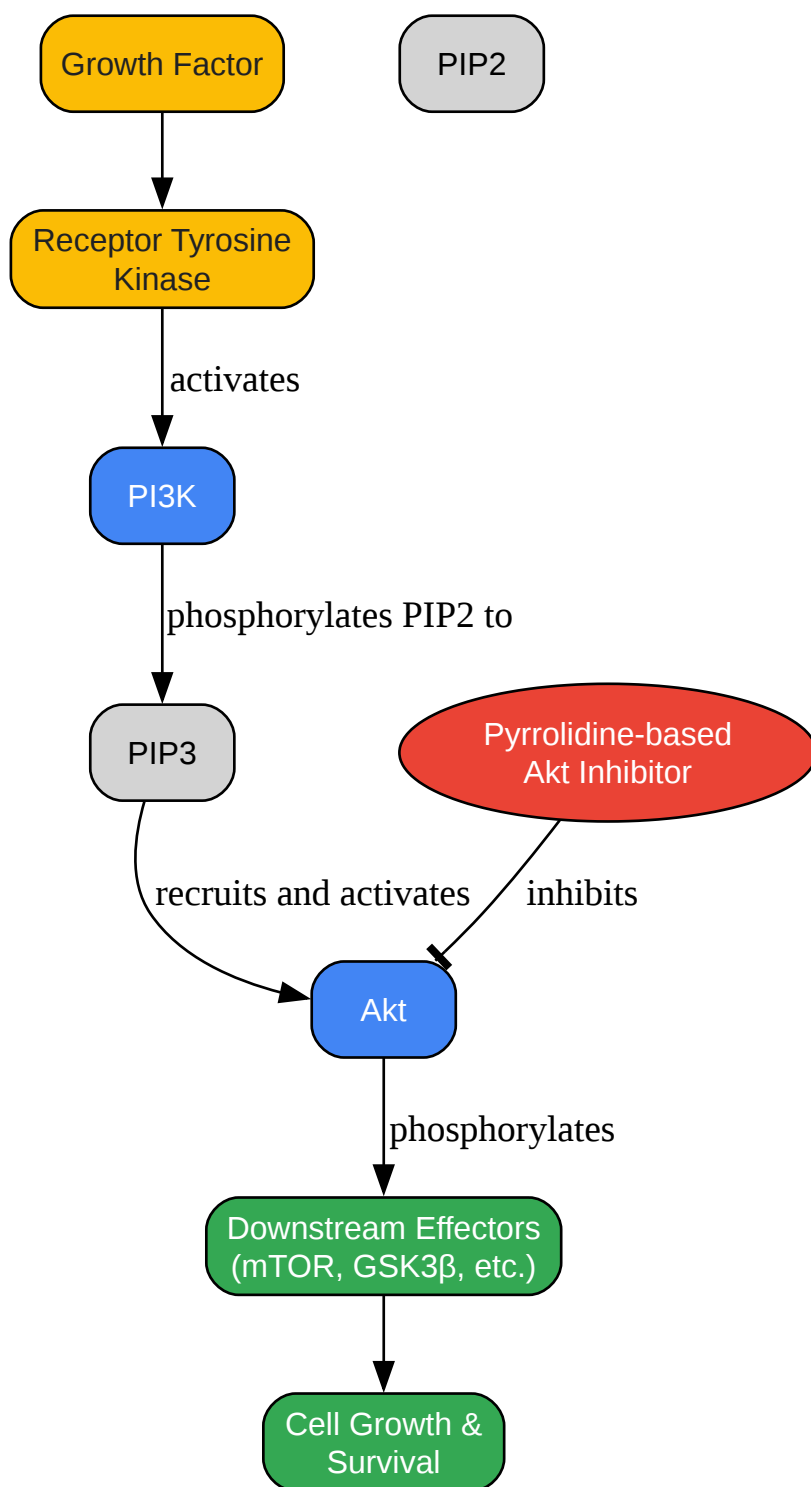 Growth Factor
PIP2
Receptor Tyrosine
Kinase
activates
PI3K
phosphorylates PIP2 to
PIP3
Pyrrolidine-based
Akt Inhibitor
recruits and activates
inhibits
Akt
phosphorylates
Downstream Effectors
(mTOR, GSK3β, etc.)
Cell Growth &
Survival